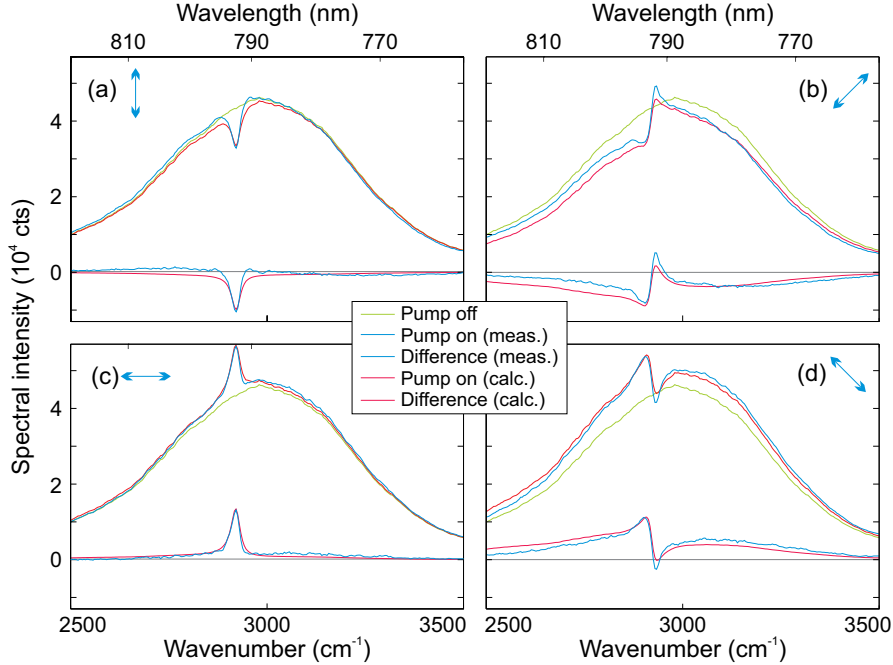 Wavelength (nm)
Wavelength (nm)
810
790
770
810
790
770
(a)
(b)
4
2
0
Spectral intensity (10⁴ cts)
Pump off
Pump on (meas.)
Difference (meas.)
Pump on (calc.)
Difference (calc.)
(c)
(d)
4
2
0
2500
3000
3500
2500
3000
3500
Wavenumber (cm⁻¹)
Wavenumber (cm⁻¹)